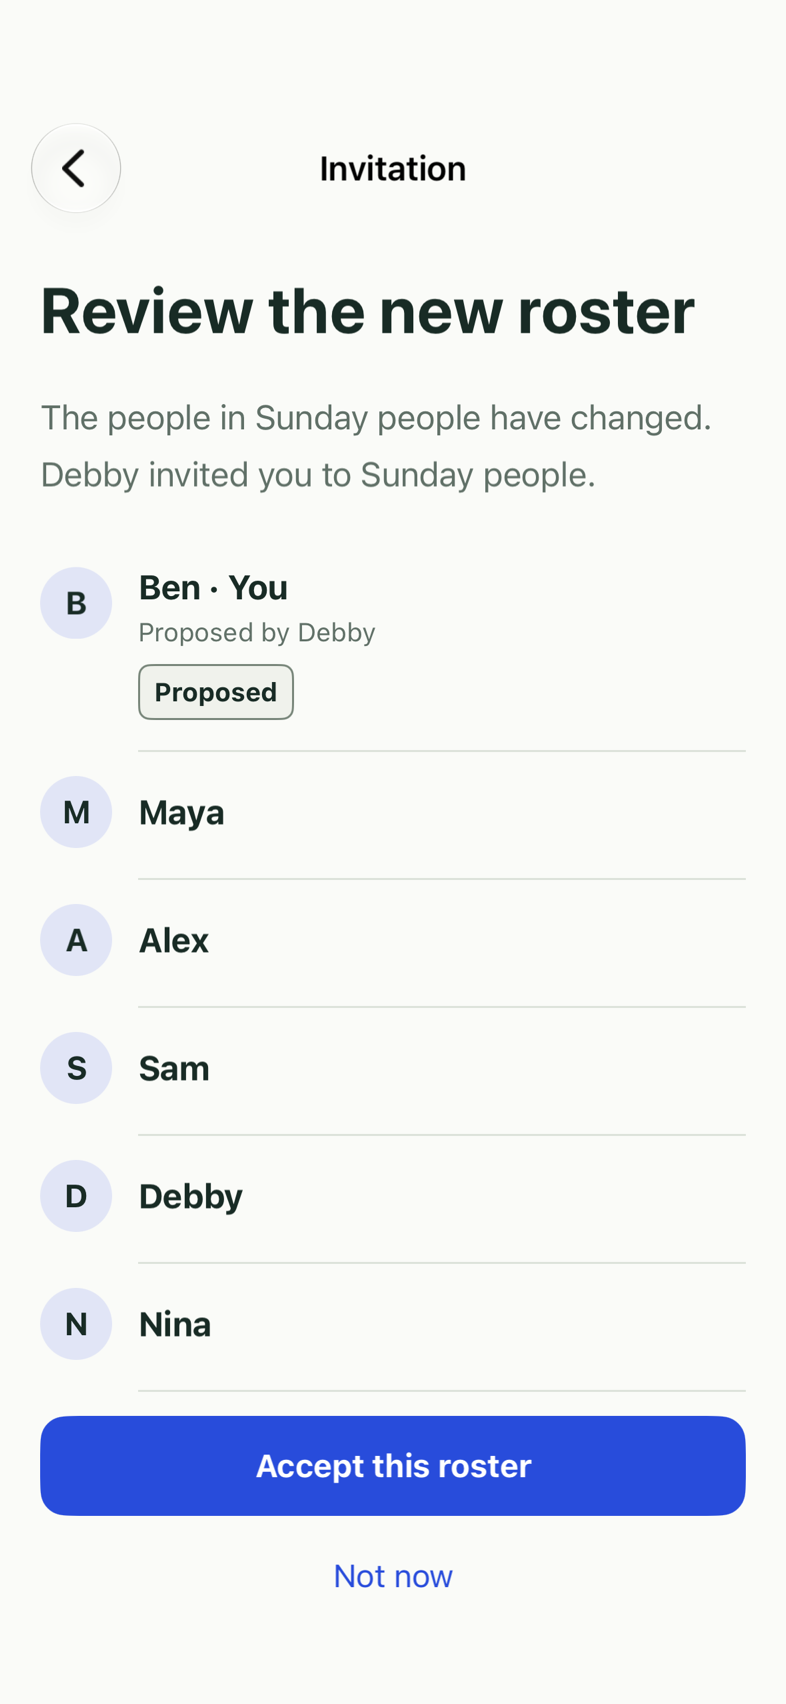 Invitation
Review the new roster
The people in Sunday people have changed.
Debby invited you to Sunday people.
B
Ben · You
Proposed by Debby
Proposed
M
Maya
A
Alex
S
Sam
D
Debby
N
Nina
Accept this roster
Not now